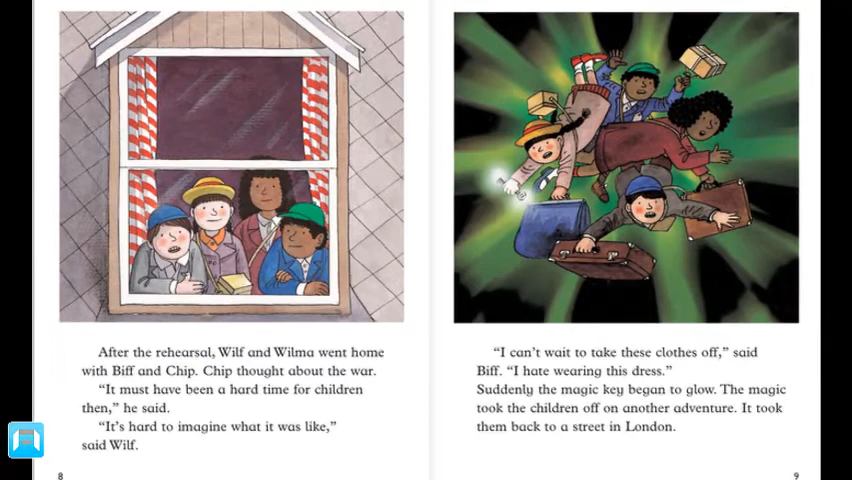 After the rehearsal, Wilf and Wilma went home
with Biff and Chip. Chip thought about the war.
“It must have been a hard time for children
then,” he said.
“It’s hard to imagine what it was like,”
said Wilf.
8
“I can’t wait to take these clothes off,” said
Biff. “I hate wearing this dress.”
Suddenly the magic key began to glow. The magic
took the children off on another adventure. It took
them back to a street in London.
9